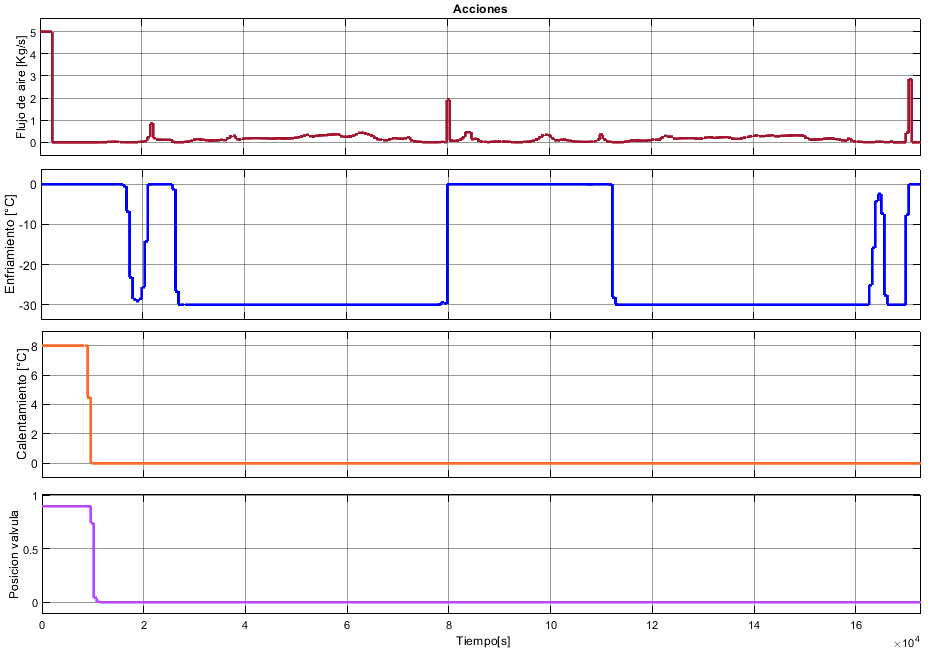 Acciones
Flujo de aire [Kg/s]
5
4
3
2
1
0
Enfriamiento [°C]
0
-10
-20
-30
Calentamiento [°C]
8
6
4
2
0
Posicion valvula
1
0.5
0
0 2 4 6 8 10 12 14 16
Tiempo[s]
×10⁴